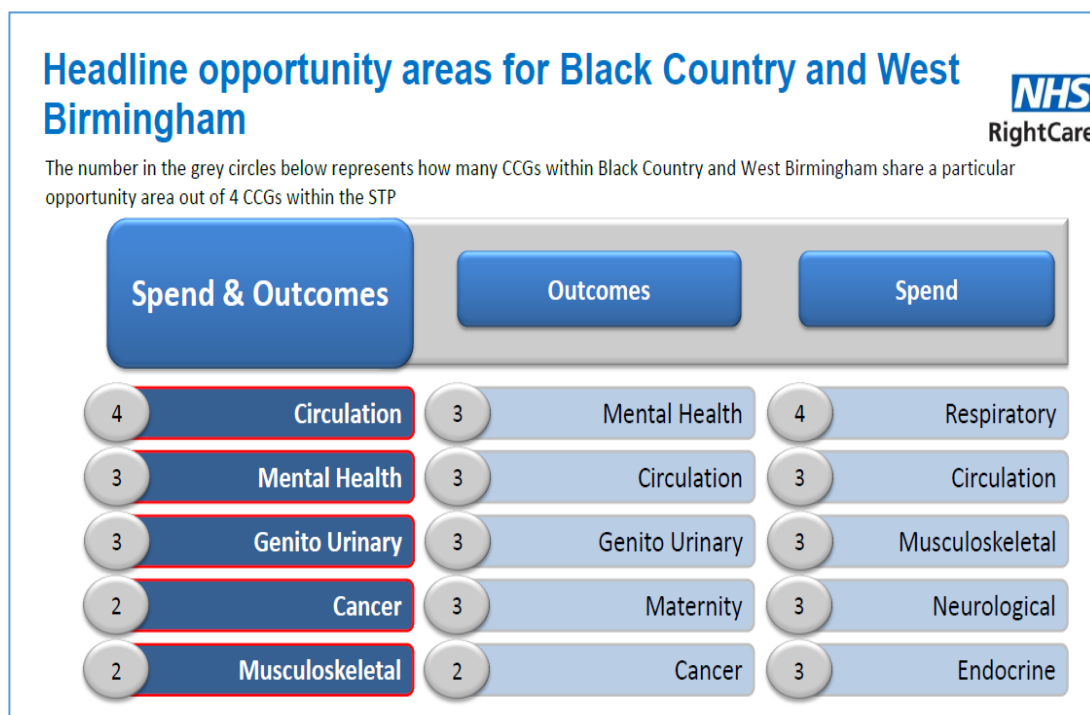 Headline opportunity areas for Black Country and West
Birmingham
NHS
RightCare
The number in the grey circles below represents how many CCGs within Black Country and West Birmingham share a particular
opportunity area out of 4 CCGs within the STP
Spend & Outcomes
Outcomes
Spend
4 Circulation
3 Mental Health
4 Respiratory
3 Mental Health
3 Circulation
3 Circulation
3 Genito Urinary
3 Genito Urinary
3 Musculoskeletal
2 Cancer
3 Maternity
3 Neurological
2 Musculoskeletal
2 Cancer
3 Endocrine